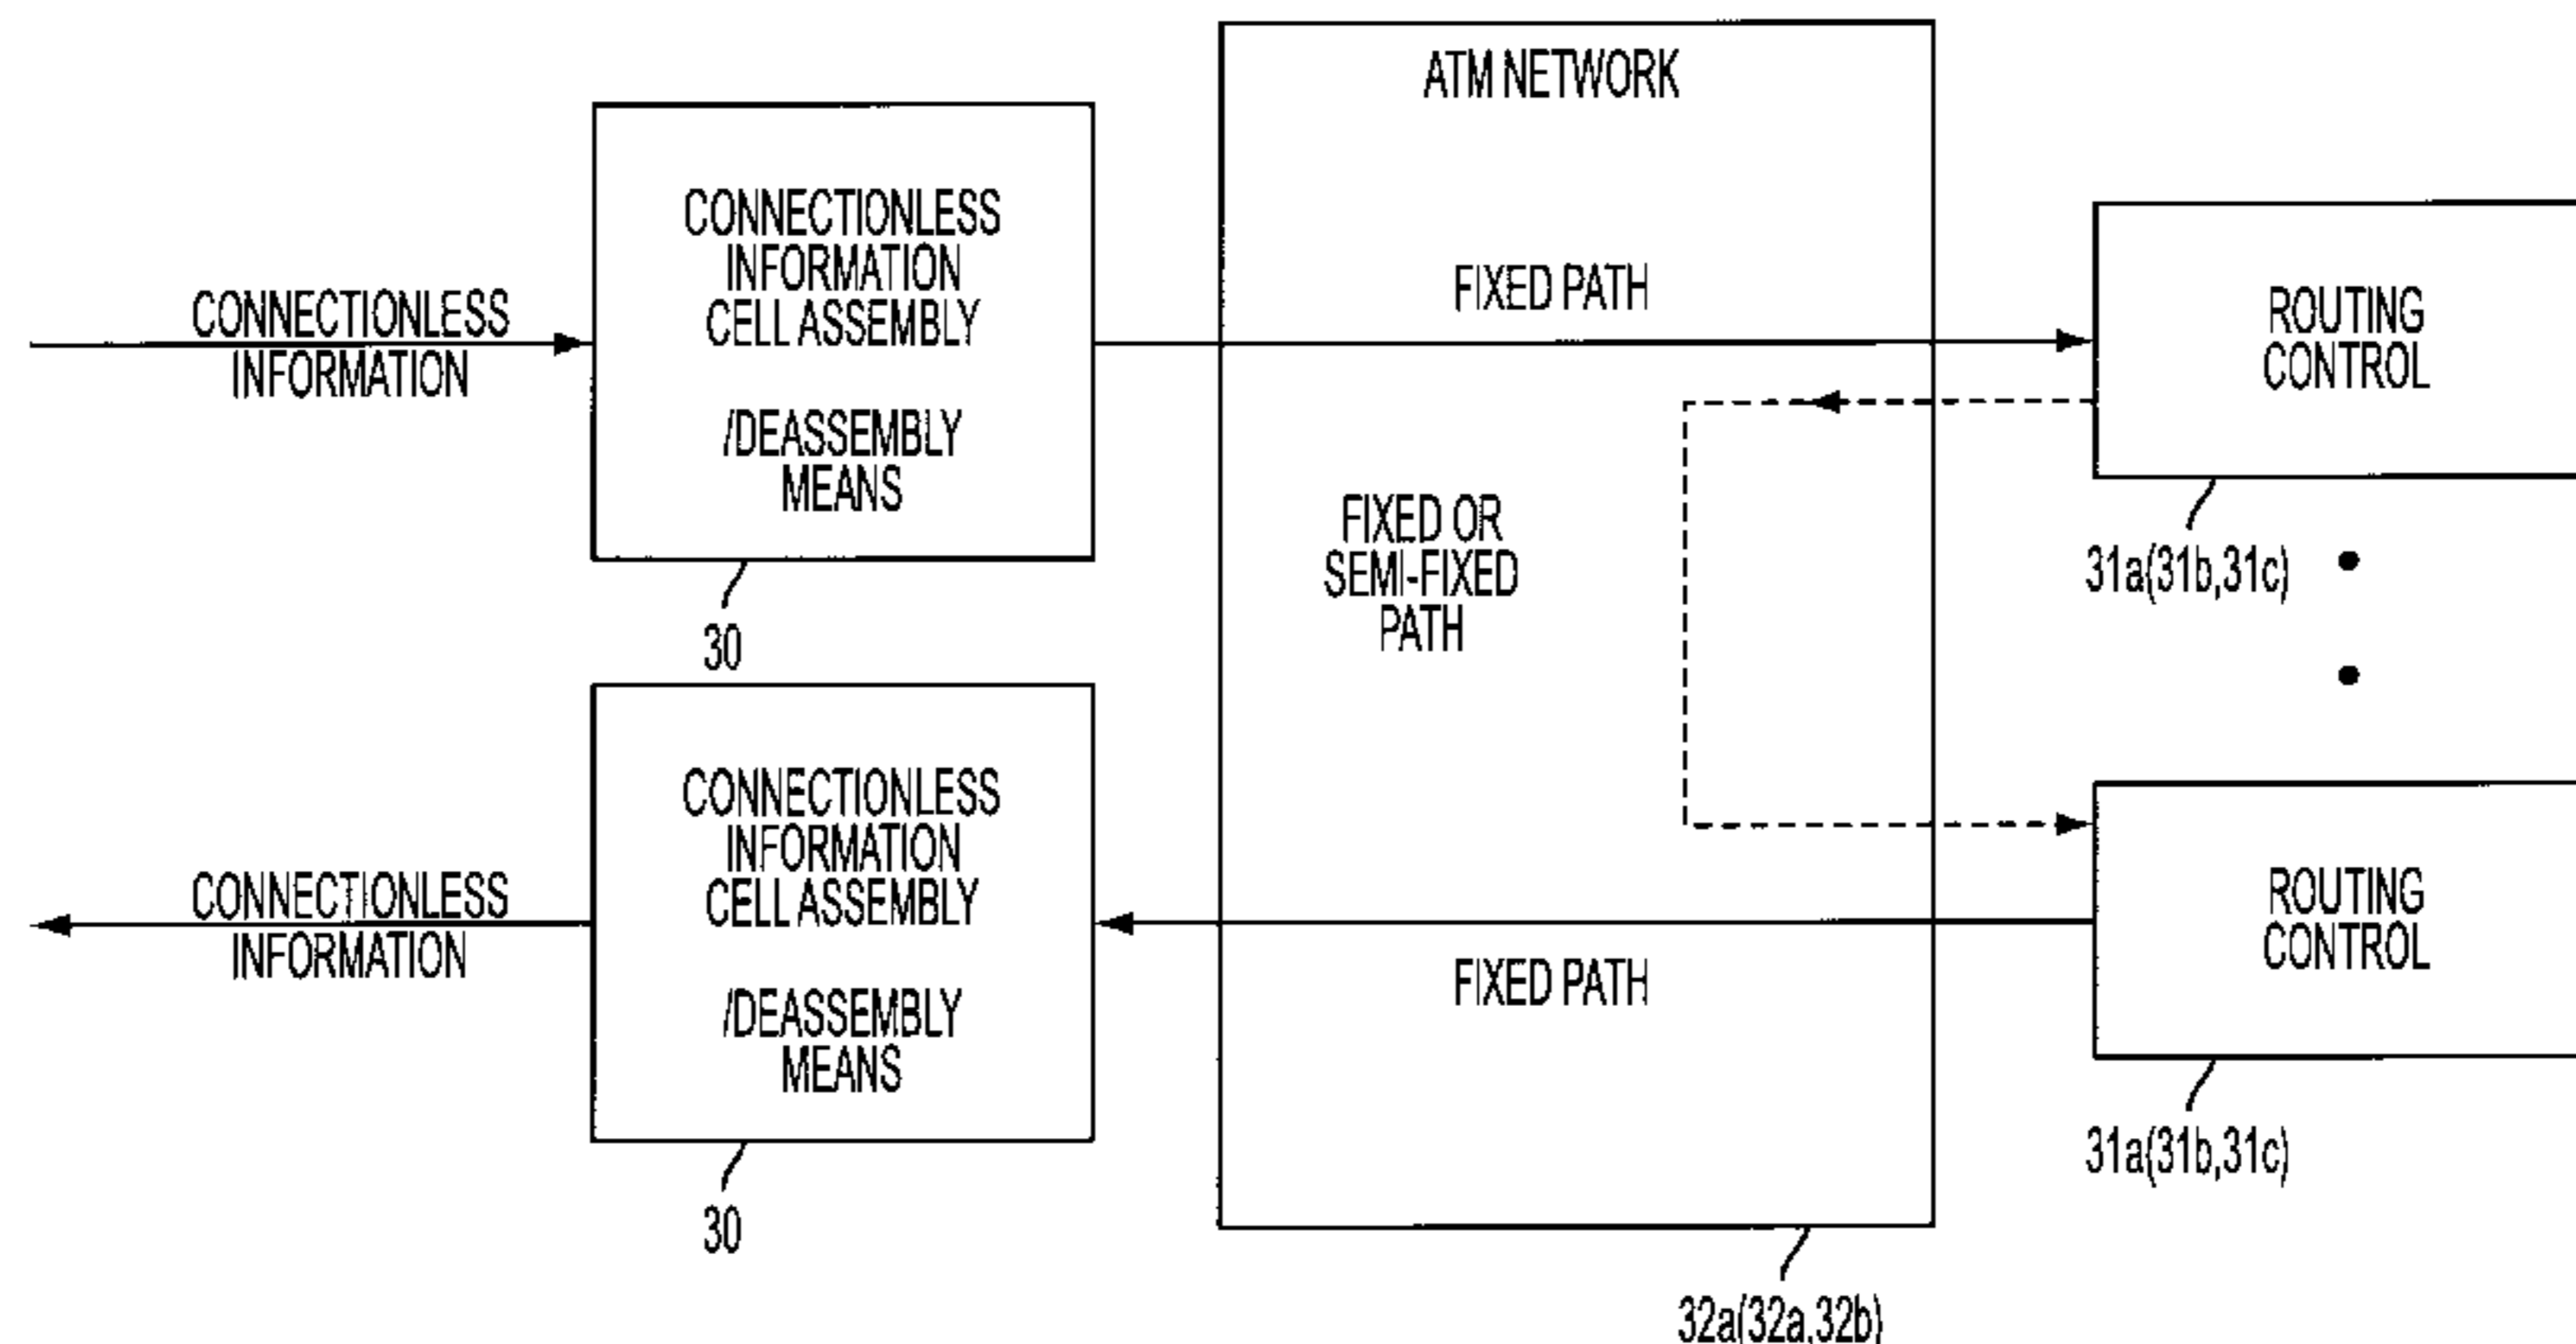 ATM NETWORK
CONNECTIONLESS
INFORMATION
CELL ASSEMBLY
/DEASSEMBLY
MEANS
30
CONNECTIONLESS
INFORMATION
FIXED PATH
ROUTING
CONTROL
31a(31b,31c)
FIXED OR
SEMI-FIXED
PATH
CONNECTIONLESS
INFORMATION
CELL ASSEMBLY
/DEASSEMBLY
MEANS
30
CONNECTIONLESS
INFORMATION
FIXED PATH
ROUTING
CONTROL
31a(31b,31c)
32a(32a,32b)